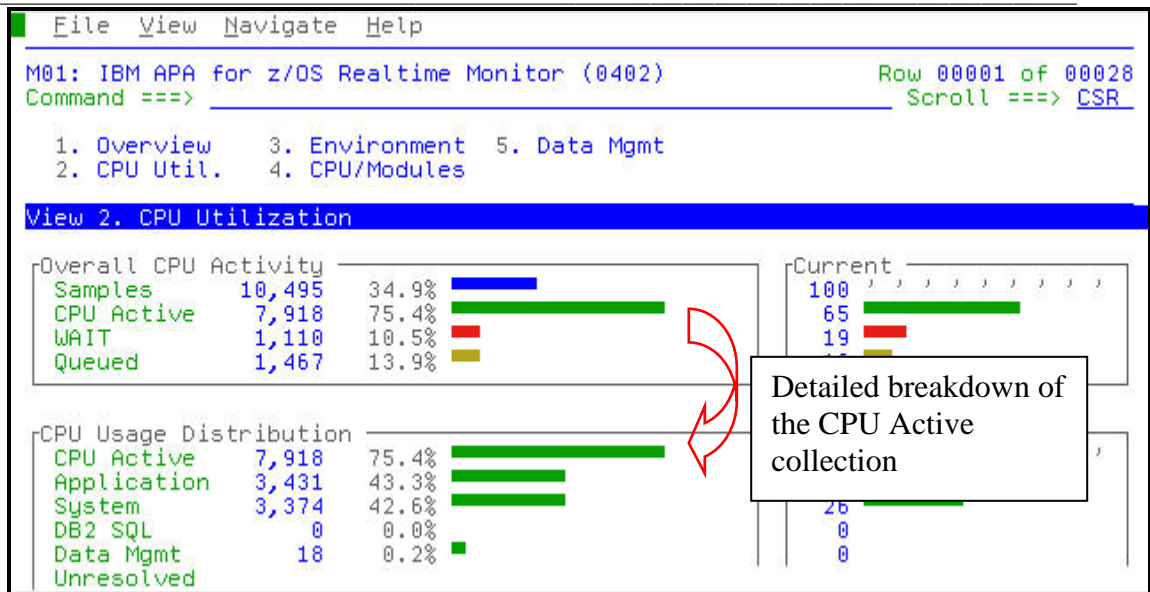 File View Navigate Help
M01: IBM APA for z/OS Realtime Monitor (0402) Row 00001 of 00028
Command ===> Scroll ===> CSR
1. Overview 3. Environment 5. Data Mgmt
2. CPU Util. 4. CPU/Modules
View 2. CPU Utilization
Overall CPU Activity Current
Samples 10,495 34.9% 100 , , , , , , , , ,
CPU Active 7,918 75.4% 65
WAIT 1,110 10.5% 19
Queued 1,467 13.9%
Detailed breakdown of
the CPU Active
collection
CPU Usage Distribution
CPU Active 7,918 75.4% ,
Application 3,431 43.3%
System 3,374 42.6% 26
DB2 SQL 0 0.0% 0
Data Mgmt 18 0.2% 0
Unresolved